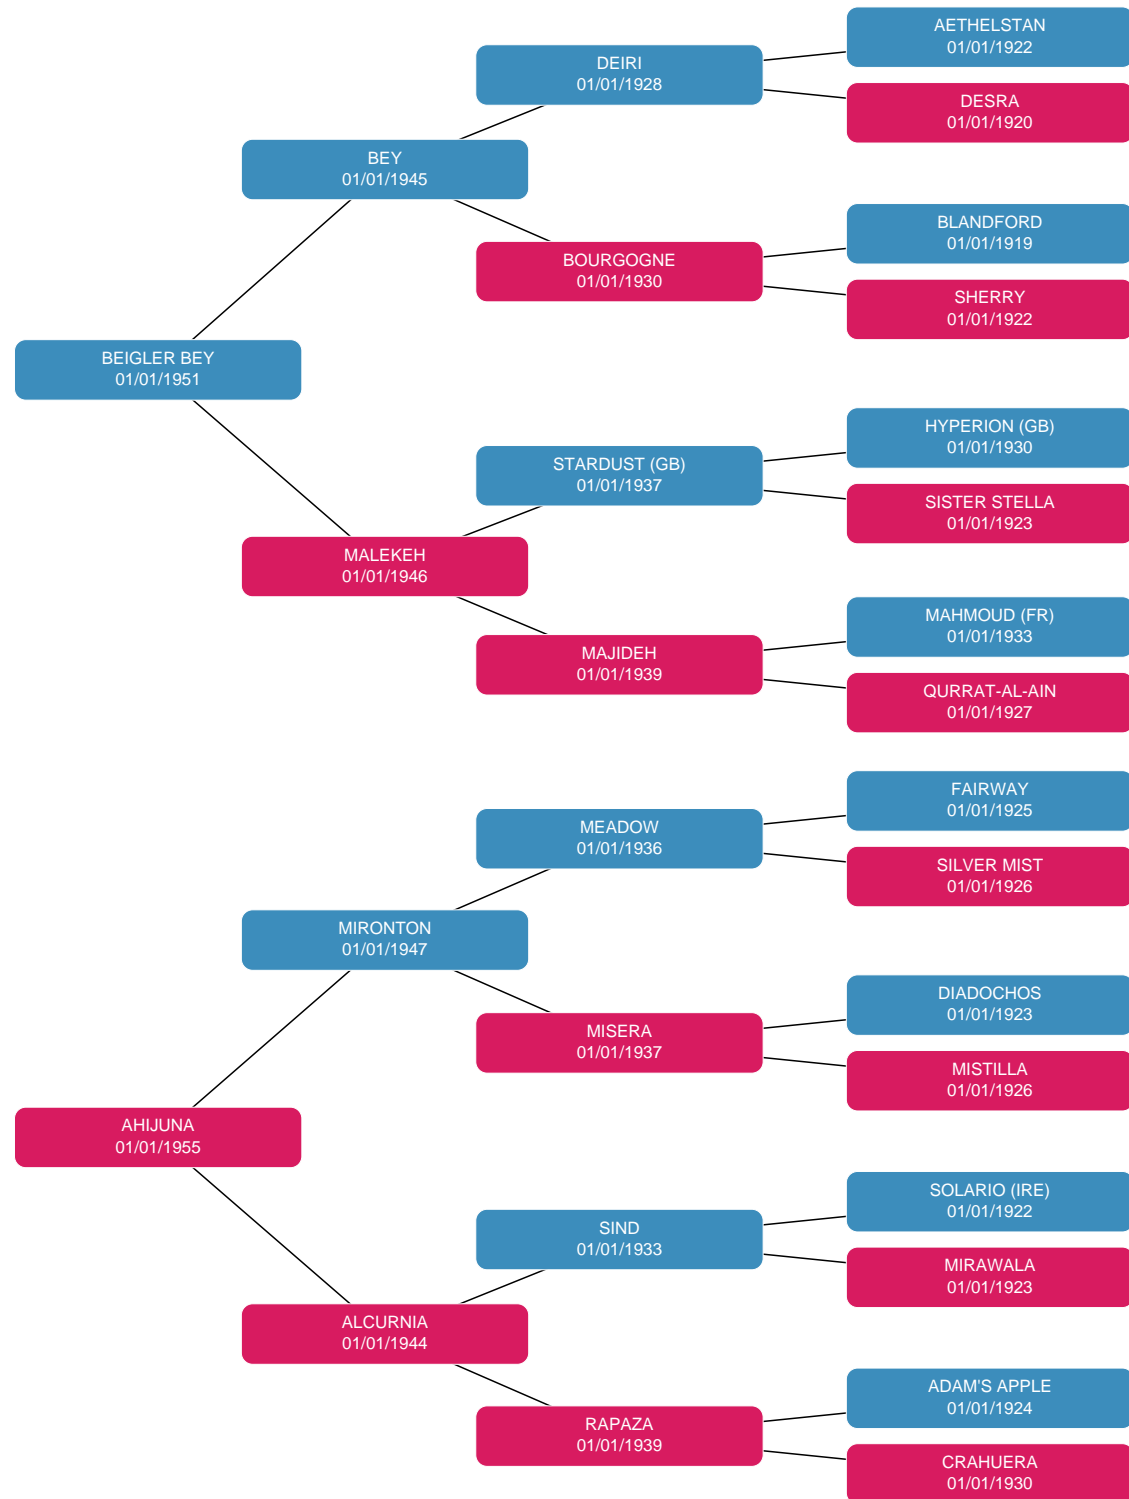 AETHELSTAN
01/01/1922
DEIRI
01/01/1928
DESRA
01/01/1920
BEY
01/01/1945
BLANDFORD
01/01/1919
BOURGOGNE
01/01/1930
SHERRY
01/01/1922
BEIGLER BEY
01/01/1951
HYPERION (GB)
01/01/1930
STARDUST (GB)
01/01/1937
SISTER STELLA
01/01/1923
MALEKEH
01/01/1946
MAHMOUD (FR)
01/01/1933
MAJIDEH
01/01/1939
QURRAT-AL-AIN
01/01/1927
FAIRWAY
01/01/1925
MEADOW
01/01/1936
SILVER MIST
01/01/1926
MIRONTON
01/01/1947
DIADOCHOS
01/01/1923
MISERA
01/01/1937
MISTILLA
01/01/1926
AHIJUNA
01/01/1955
SOLARIO (IRE)
01/01/1922
SIND
01/01/1933
MIRAWALA
01/01/1923
ALCURNIA
01/01/1944
ADAM'S APPLE
01/01/1924
RAPAZA
01/01/1939
CRAHUERA
01/01/1930